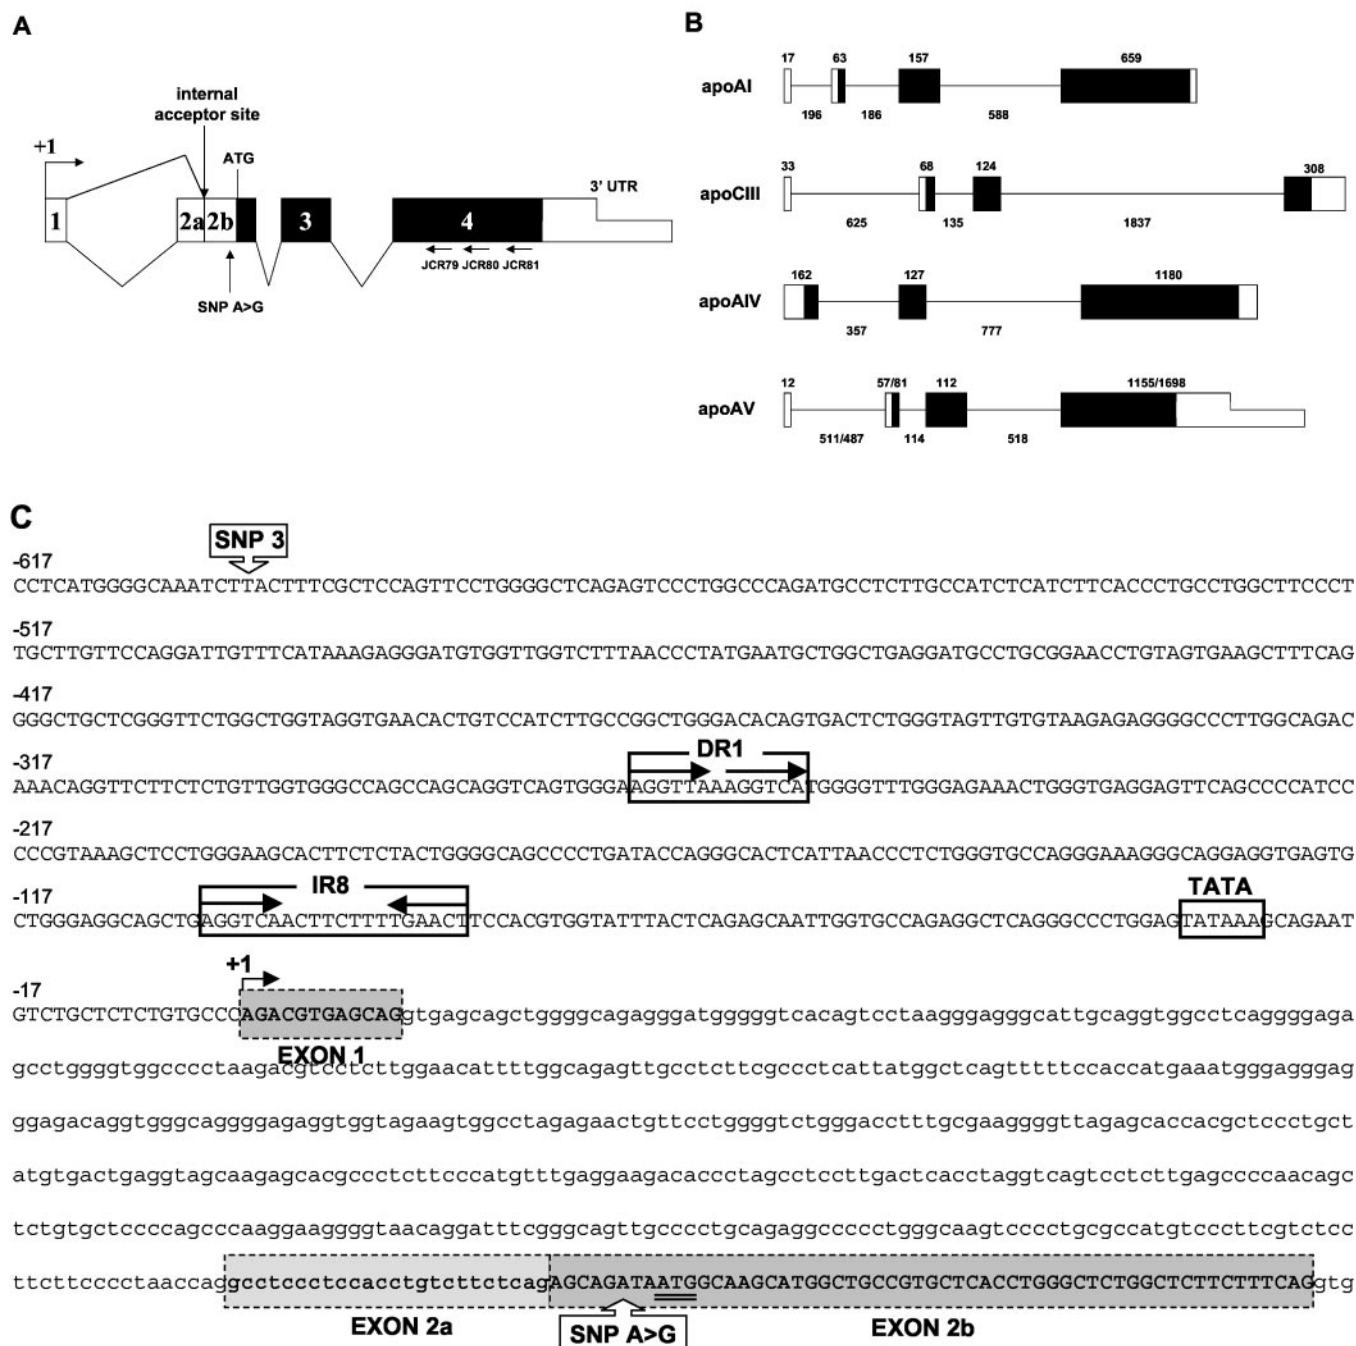 A
internal
acceptor site
+1
ATG
3' UTR
1
2a
2b
3
4
JCR79
JCR80
JCR81
SNP A>G
B
17
63
157
659
apoAI
196
186
588
33
68
124
308
apoCIII
625
135
1837
162
127
1180
apoAIV
357
777
12
57/81
112
1155/1698
apoAV
511/487
114
518
C
SNP 3
-617
CCTCATGGGGCAAATCTTACTTTCGCTCCAGTTCCTGGGGCTCAGAGTCCCTGGCCCAGATGCCTCTTGCCATCTCATCTTCACCCTGCCTGGCTTCCCT
-517
TGCTTGTTCCAGGATTGTTTCATAAAGAGGGATGTGGTTGGTCTTTAACCCTATGAATGCTGGCTGAGGATGCCTGCGGAACCTGTAGTGAAGCTTTCAG
-417
GGGCTGCTCGGGTTCTGGCTGGTAGGTGAACACTGTCCATCTTGCCGGCTGGGACACAGTGACTCTGGGTAGTTGTGTAAGAGAGGGGCCCTTGGCAGAC
DR1
-317
AAACAGGTTCTTCTCTGTTGGTGGGCCAGCCAGCAGGTCAGTGGGAAGGTTAAAGGTCATGGGGTTTGGGAGAAACTGGGTGAGGAGTTCAGCCCCATCC
-217
CCCGTAAAGCTCCTGGGAAGCACTTCTCTACTGGGGCAGCCCCTGATACCAGGGCACTCATTAACCCTCTGGGTGCCAGGGAAAGGGCAGGAGGTGAGTG
-117
IR8
TATA
CTGGGAGGCAGCTGAGGTCAACTTCTTTTGAACTTCCACGTGGTATTTACTCAGAGCAATTGGTGCCAGAGGCTCAGGGCCCTGGAGTATAAAGCAGAAT
+1
-17
GTCTGCTCTCTGTGCCCAGACGTGAGCAGgtgagcagctggggcagagggatgggggtcacagtcctaagggagggcattgcaggtggcctcaggggaga
EXON 1
gcctggggtggcccctaagacgtcctcttggaacattttggcagagttgcctcttcgccctcattatggctcagtttttccaccatgaaatgggagggag
ggagacaggtgggcaggggagaggtggtagaagtggcctagagaactgttcctggggtctgggacctttgcgaaggggttagagcaccacgctccctgct
atgtgactgaggtagcaagagcacgccctcttcccatgtttgaggaagacaccctagcctccttgactcacctaggtcagtcctcttgagccccaacagc
tctgtgctccccagcccaaggaaggggtaacaggatttcgggcagttgcccctgcagaggccccctgggcaagtccccctgcgccatgtcccttcgtctcc
ttcttcccctaaccaggcctccctccacctgtcttctcagAGCAGATAATGGCAAGCATGGCTGCCGTGCTCACCTGGGCTCTGGCTCTTCTTTCAGgtg
EXON 2a
SNP A>G
EXON 2b